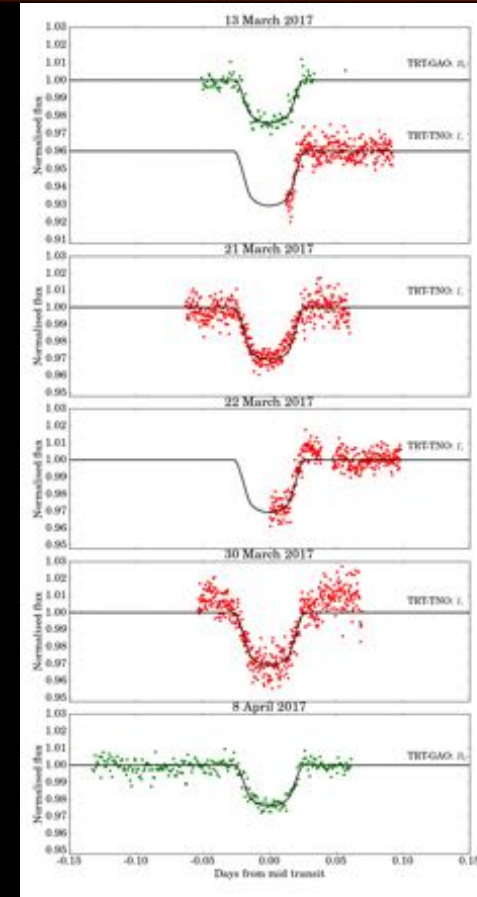 13 March 2017
1.03
1.02
1.01
1.00
0.99
0.98
0.97
0.96
0.95
0.94
0.93
0.92
0.91
Normalised flux
Normalised flux
TRT-GAO:
TRT-TNO:
21 March 2017
1.03
1.02
1.01
1.00
0.99
0.98
0.97
0.96
0.95
Normalised flux
TRT-TNO:
22 March 2017
1.03
1.02
1.01
1.00
0.99
0.98
0.97
0.96
0.95
Normalised flux
TRT-TNO:
30 March 2017
1.03
1.02
1.01
1.00
0.99
0.98
0.97
0.96
0.95
Normalised flux
TRT-TNO:
8 April 2017
1.03
1.02
1.01
1.00
0.99
0.98
0.97
0.96
0.95
Normalised flux
TRT-GAO:
-0.15 -0.10 -0.05 0.00 0.05 0.10 0.15
Days from mid transit